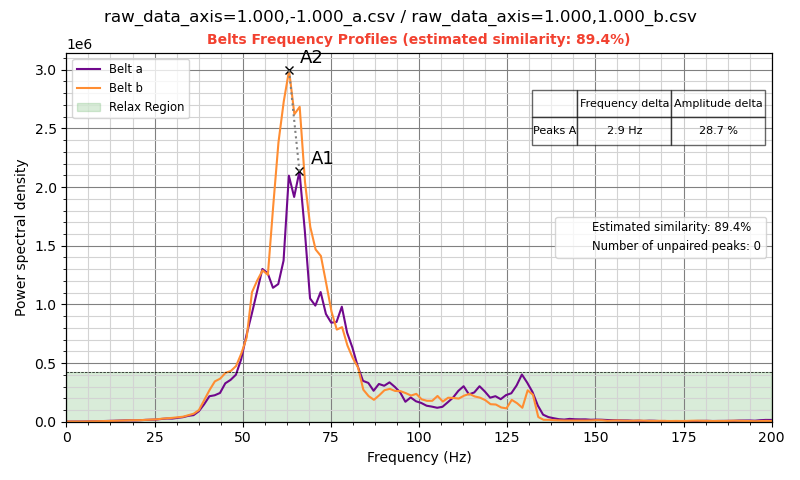 raw_data_axis=1.000,-1.000_a.csv / raw_data_axis=1.000,1.000_b.csv
Belts Frequency Profiles (estimated similarity: 89.4%)
1e6
A2
Belt a
Belt b
Relax Region
Frequency delta Amplitude delta
Peaks A 2.9 Hz 28.7 %
A1
Estimated similarity: 89.4%
Number of unpaired peaks: 0
Power spectral density
3.0
2.5
2.0
1.5
1.0
0.5
0.0
0 25 50 75 100 125 150 175 200
Frequency (Hz)